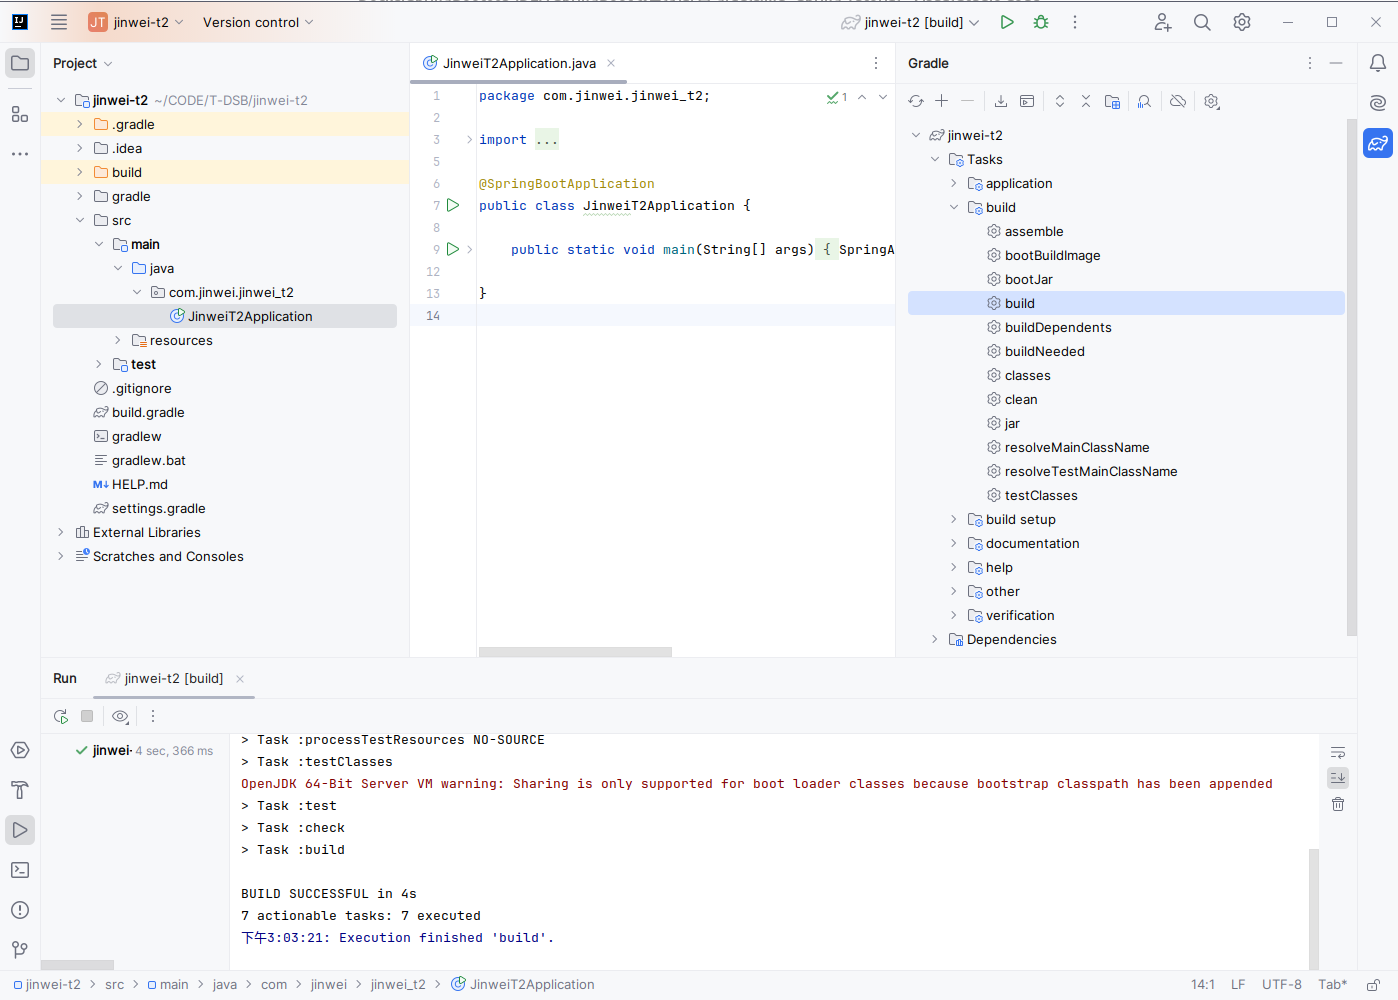 JT jinwei-t2 Version control jinwei-t2 [build]
Project
jinwei-t2 ~/CODE/T-DSB/jinwei-t2
.gradle
.idea
build
gradle
src
main
java
com.jinwei.jinwei_t2
JinweiT2Application
resources
test
.gitignore
build.gradle
gradlew
gradlew.bat
M↓ HELP.md
settings.gradle
External Libraries
Scratches and Consoles
JinweiT2Application.java
1 package com.jinwei.jinwei_t2;
1
2
3 import ...
5
6 @SpringBootApplication
7 public class JinweiT2Application {
8
9 public static void main(String[] args) { SpringA
12
13 }
14
Gradle
jinwei-t2
Tasks
application
build
assemble
bootBuildImage
bootJar
build
buildDependents
buildNeeded
classes
clean
jar
resolveMainClassName
resolveTestMainClassName
testClasses
build setup
documentation
help
other
verification
Dependencies
Run jinwei-t2 [build]
jinwei- 4 sec, 366 ms
> Task :processTestResources NO-SOURCE
> Task :testClasses
OpenJDK 64-Bit Server VM warning: Sharing is only supported for boot loader classes because bootstrap classpath has been appended
> Task :test
> Task :check
> Task :build
BUILD SUCCESSFUL in 4s
7 actionable tasks: 7 executed
下午3:03:21: Execution finished 'build'.
jinwei-t2 > src > main > java > com > jinwei > jinwei_t2 > JinweiT2Application
14:1 LF UTF-8 Tab*